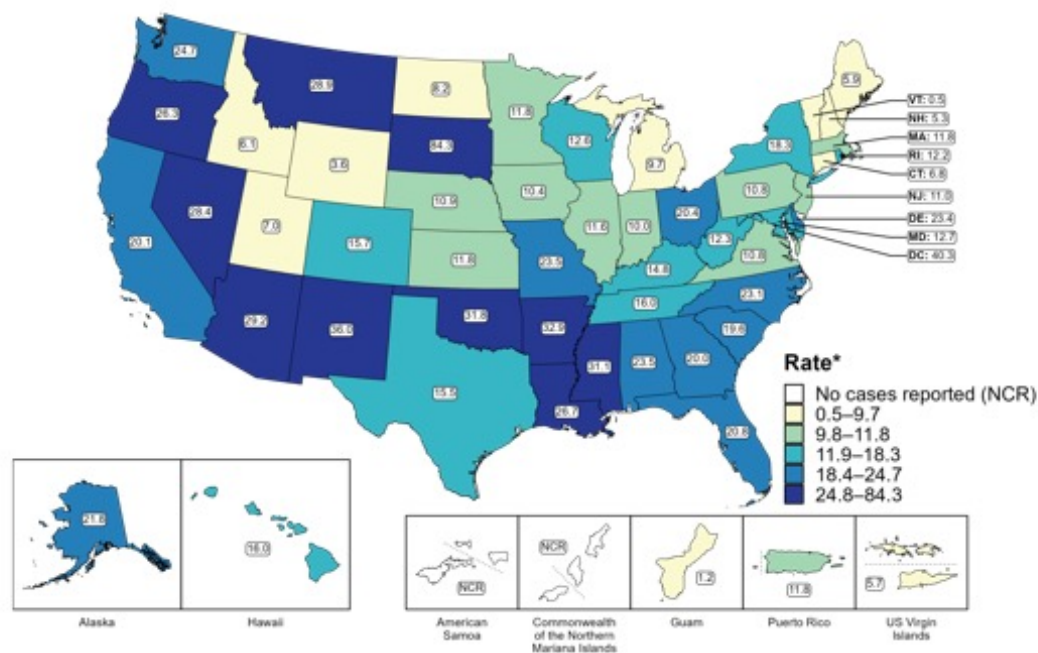 24.7
28.9
8.2
11.8
5.9
VT: 0.5
NH: 5.3
MA: 11.8
RI: 12.2
CT: 6.8
NJ: 11.0
DE: 23.4
MD: 12.7
DC: 40.3
26.3
6.1
3.6
84.3
12.6
9.7
18.3
20.1
28.4
7.0
15.7
10.9
10.4
11.6
10.0
20.4
10.8
11.8
23.5
14.8
12.3
10.8
29.2
36.0
31.8
32.9
16.0
23.1
15.5
26.7
31.1
23.5
20.0
19.6
20.8
Rate*
No cases reported (NCR)
0.5–9.7
9.8–11.8
11.9–18.3
18.4–24.7
24.8–84.3
21.8
16.0
NCR
NCR
1.2
11.8
5.7
Alaska
Hawaii
American
Samoa
Commonwealth
of the Northern
Mariana Islands
Guam
Puerto Rico
US Virgin
Islands